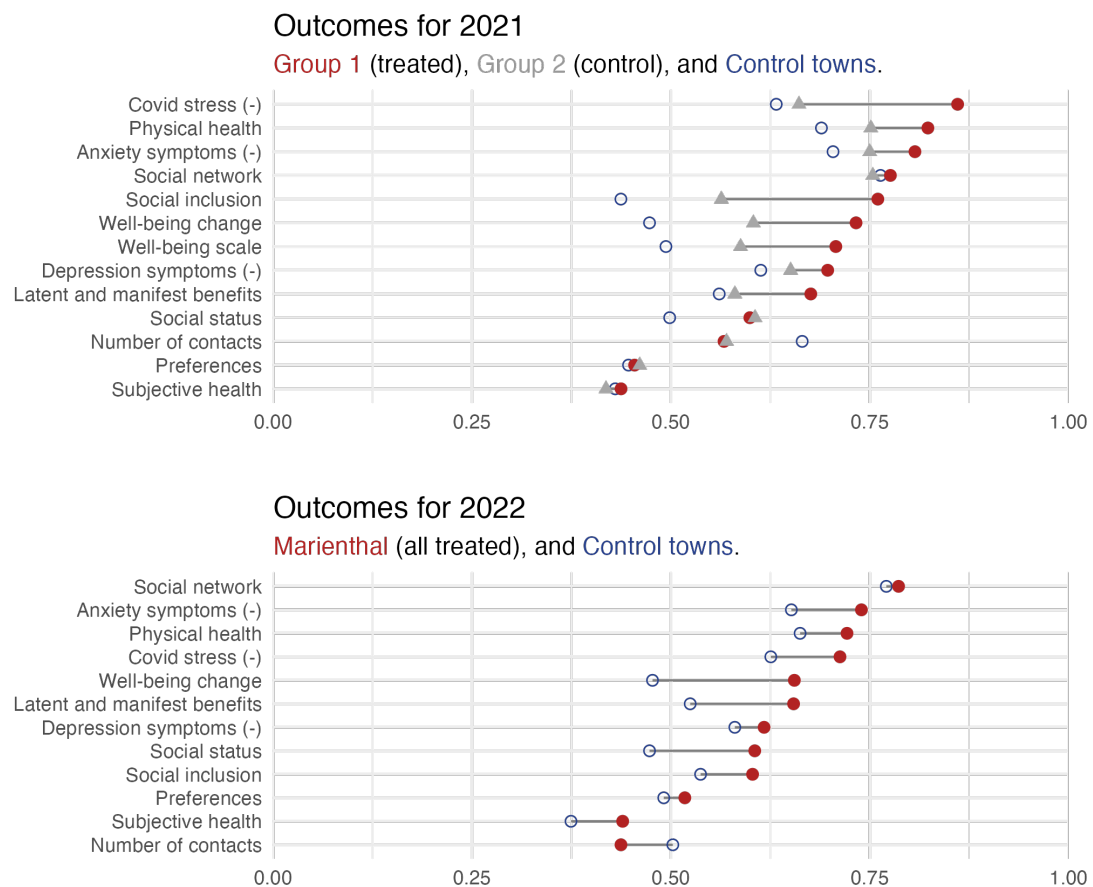 Outcomes for 2021
Group 1 (treated), Group 2 (control), and Control towns.
Covid stress (-)
Physical health
Anxiety symptoms (-)
Social network
Social inclusion
Well-being change
Well-being scale
Depression symptoms (-)
Latent and manifest benefits
Social status
Number of contacts
Preferences
Subjective health
0.00 0.25 0.50 0.75 1.00
Outcomes for 2022
Marienthal (all treated), and Control towns.
Social network
Anxiety symptoms (-)
Physical health
Covid stress (-)
Well-being change
Latent and manifest benefits
Depression symptoms (-)
Social status
Social inclusion
Preferences
Subjective health
Number of contacts
0.00 0.25 0.50 0.75 1.00